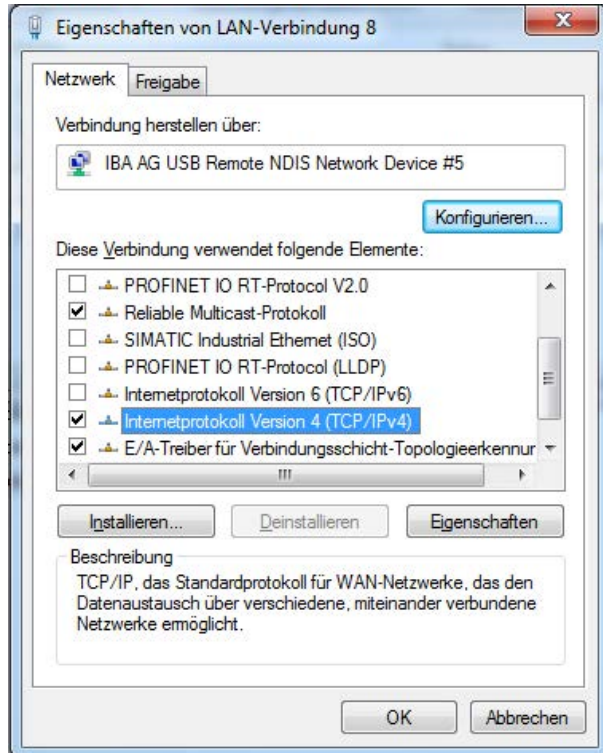 Eigenschaften von LAN-Verbindung 8
Netzwerk Freigabe
Verbindung herstellen über:
IBA AG USB Remote NDIS Network Device #5
Konfigurieren...
Diese Verbindung verwendet folgende Elemente:
PROFINET IO RT-Protocol V2.0
Reliable Multicast-Protokoll
SIMATIC Industrial Ethernet (ISO)
PROFINET IO RT-Protocol (LLDP)
Internetprotokoll Version 6 (TCP/IPv6)
Internetprotokoll Version 4 (TCP/IPv4)
E/A-Treiber für Verbindungsschicht-Topologieerkennur
Installieren... Deinstallieren Eigenschaften
Beschreibung
TCP/IP, das Standardprotokoll für WAN-Netzwerke, das den
Datenaustausch über verschiedene, miteinander verbundene
Netzwerke ermöglicht.
OK Abbrechen